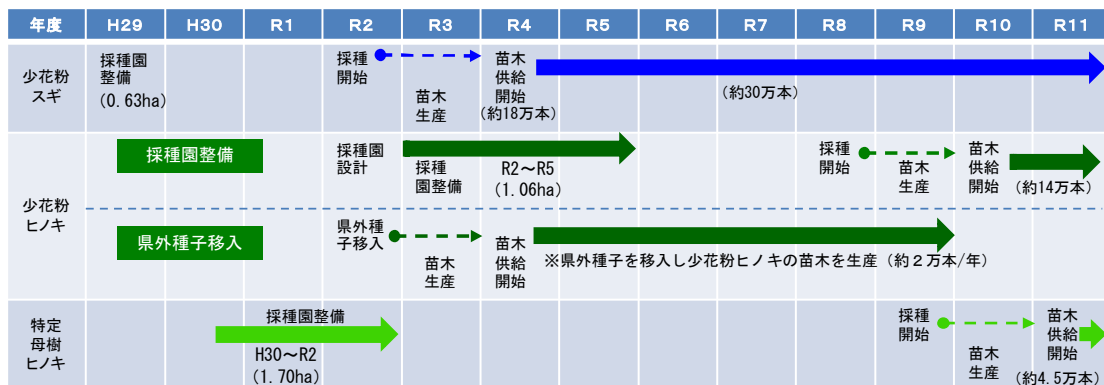 年度 H29 H30 R1 R2 R3 R4 R5 R6 R7 R8 R9 R10 R11
少花粉
スギ
採種園
整備
(0.63ha)
採種
開始
苗木
生産
苗木
供給
開始
(約18万本)
(約30万本)
少花粉
ヒノキ
採種園整備
採種園
設計
採種
園整備
R2～R5
(1.06ha)
採種
開始
苗木
生産
苗木
供給
開始
(約14万本)
県外種子移入
県外種
子移入
苗木
生産
苗木
供給
開始
※県外種子を移入し少花粉ヒノキの苗木を生産（約２万本/年）
特定
母樹
ヒノキ
採種園整備
H30～R2
(1.70ha)
採種
開始
苗木
生産
苗木
供給
開始
(約4.5万本)